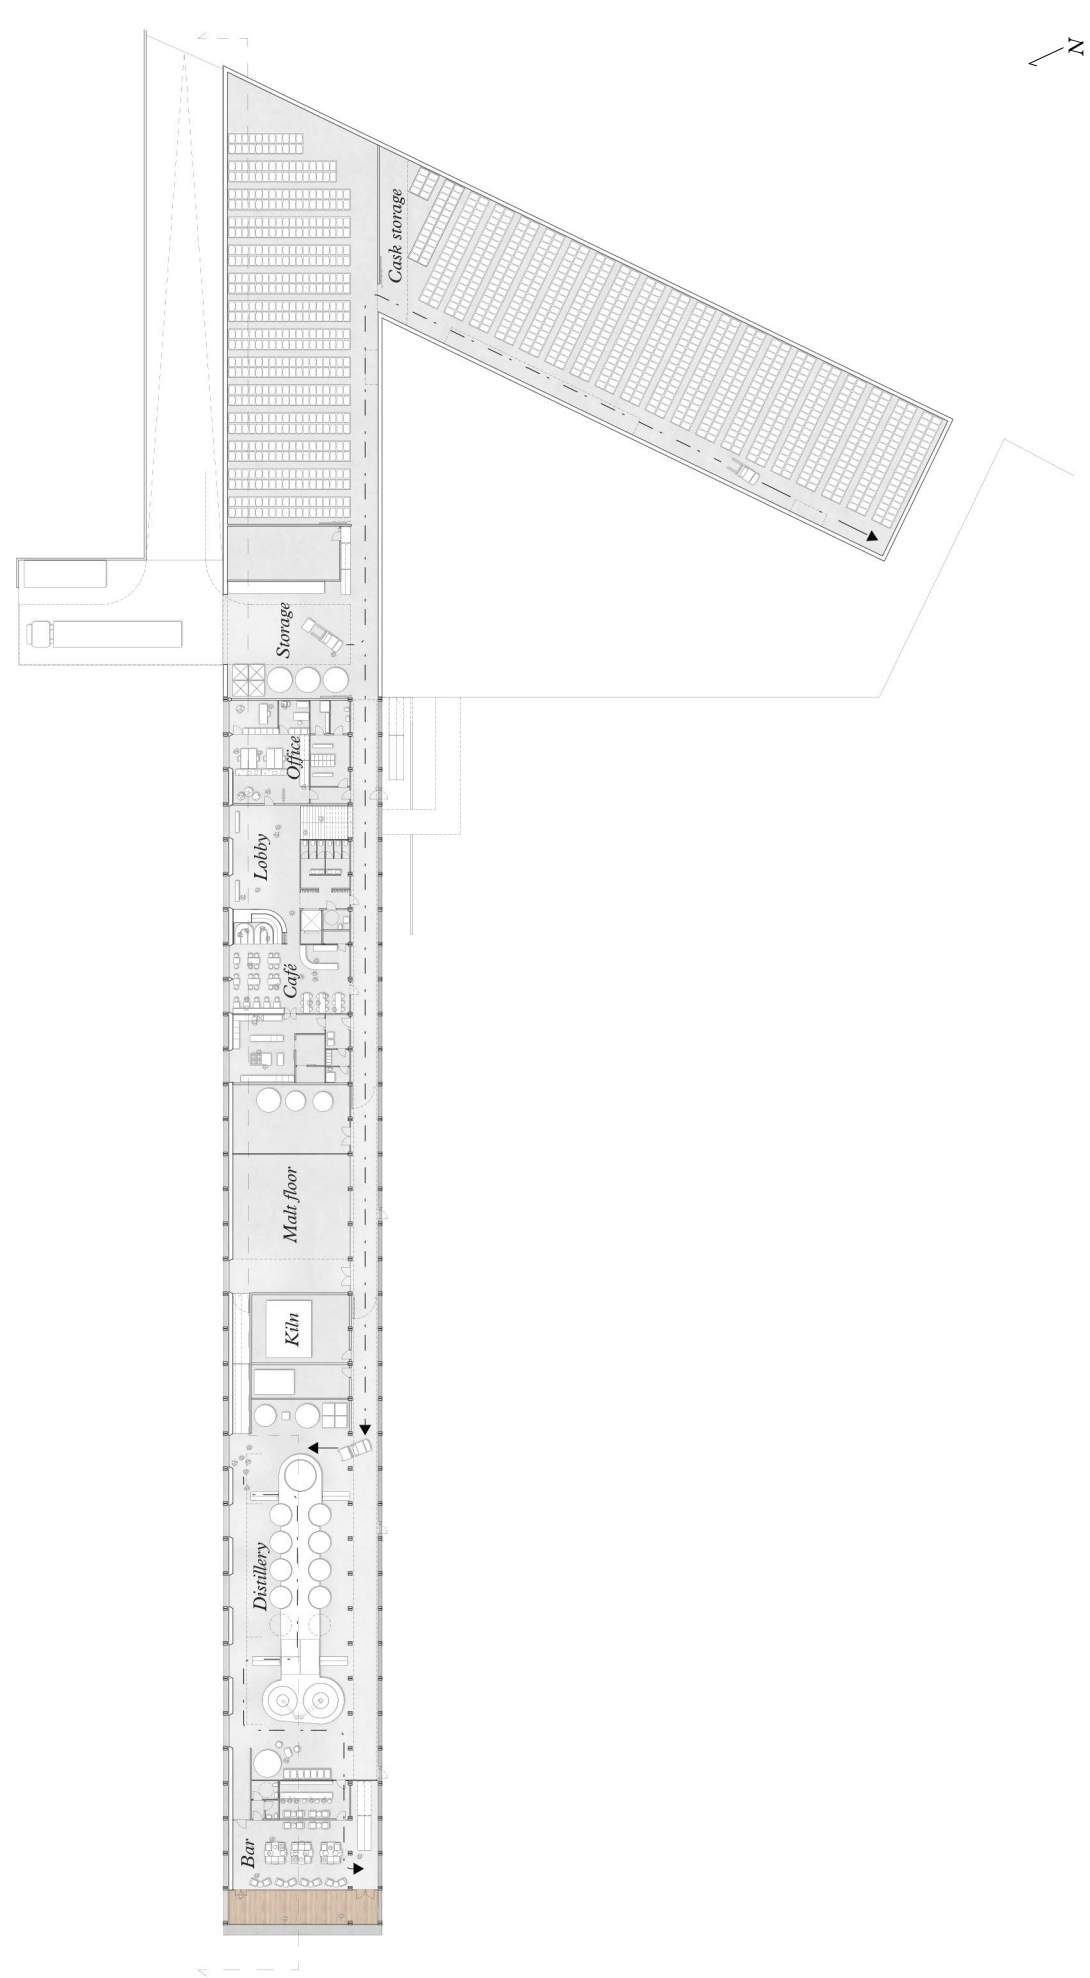 N
Cask storage
Storage
Office
Lobby
Café
Malt floor
Kiln
Distillery
Bar